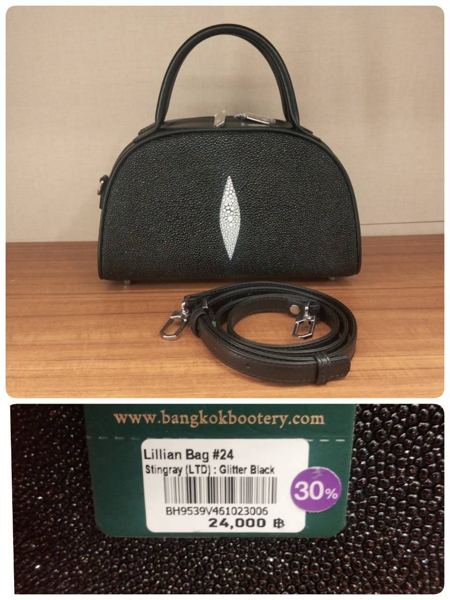 www.bangkokbootery.com
Lillian Bag #24
Stingray (LTD) : Glitter Black
BH9539V461023006
24,000 ฿
30%